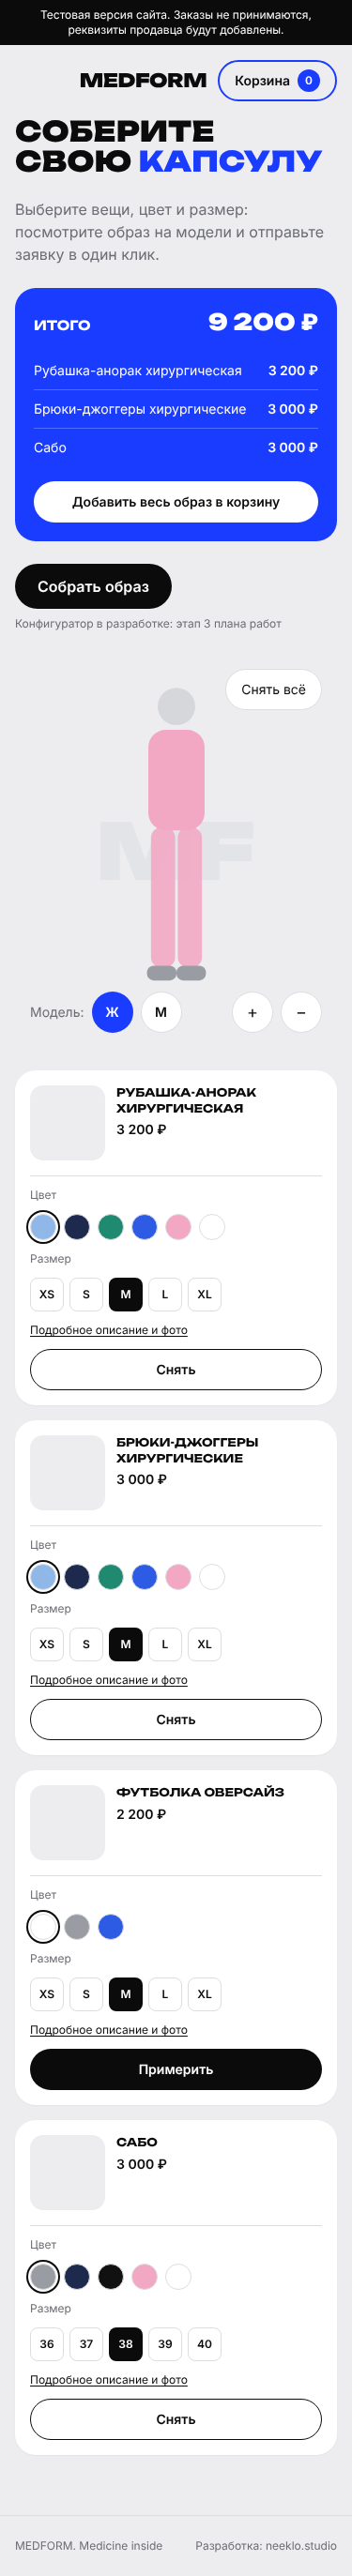 Тестовая версия сайта. Заказы не принимаются,
реквизиты продавца будут добавлены.
MEDFORM
Корзина 0
СОБЕРИТЕ
СВОЮ КАПСУЛУ
Выберите вещи, цвет и размер:
посмотрите образ на модели и отправьте
заявку в один клик.
ИТОГО 9 200 ₽
Рубашка-анорак хирургическая 3 200 ₽
Брюки-джоггеры хирургические 3 000 ₽
Сабо 3 000 ₽
Добавить весь образ в корзину
Собрать образ
Конфигуратор в разработке: этап 3 плана работ
Снять всё
MF
Модель: Ж М + −
РУБАШКА-АНОРАК
ХИРУРГИЧЕСКАЯ
3 200 ₽
Цвет
Размер
XS S M L XL
Подробное описание и фото
Снять
БРЮКИ-ДЖОГГЕРЫ
ХИРУРГИЧЕСКИЕ
3 000 ₽
Цвет
Размер
XS S M L XL
Подробное описание и фото
Снять
ФУТБОЛКА ОВЕРСАЙЗ
2 200 ₽
Цвет
Размер
XS S M L XL
Подробное описание и фото
Примерить
САБО
3 000 ₽
Цвет
Размер
36 37 38 39 40
Подробное описание и фото
Снять
MEDFORM. Medicine inside Разработка: neeklo.studio